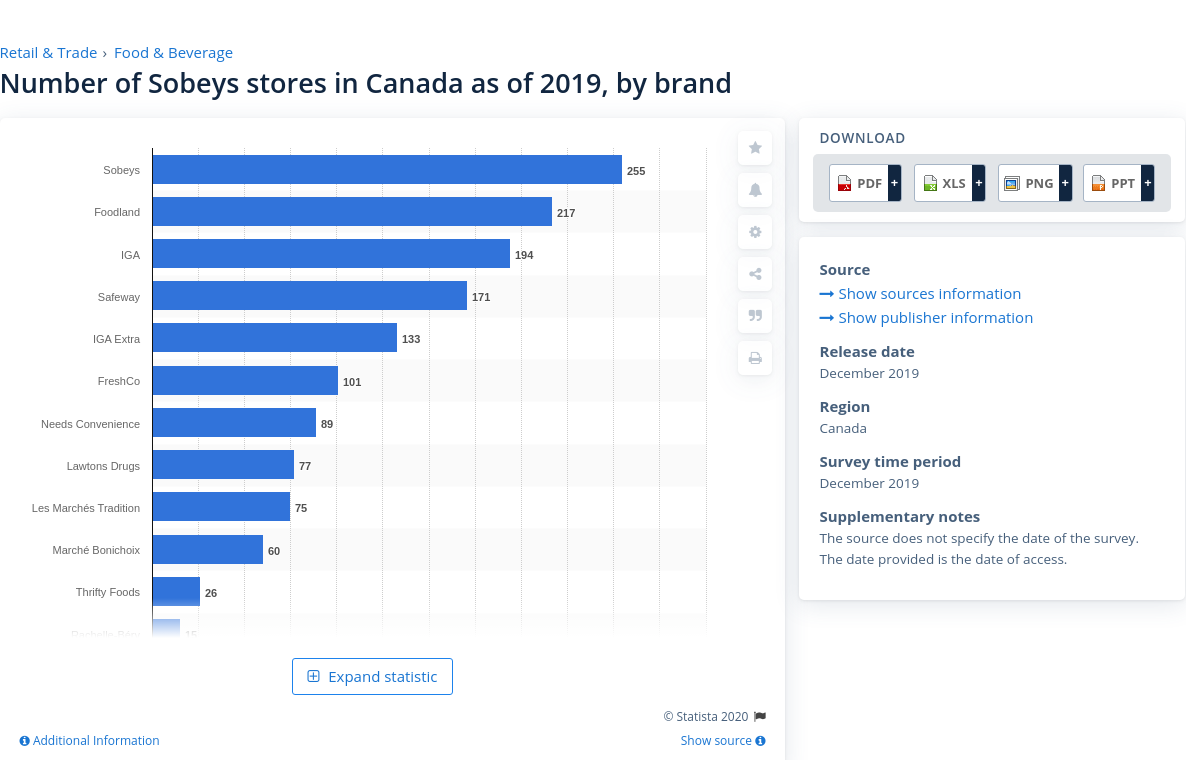 Retail & Trade › Food & Beverage
Number of Sobeys stores in Canada as of 2019, by brand
Sobeys 255
Foodland 217
IGA 194
Safeway 171
IGA Extra 133
FreshCo 101
Needs Convenience 89
Lawtons Drugs 77
Les Marchés Tradition 75
Marché Bonichoix 60
Thrifty Foods 26
15
Expand statistic
© Statista 2020
Additional Information
Show source
DOWNLOAD
PDF + XLS + PNG + PPT +
Source
Show sources information
Show publisher information
Release date
December 2019
Region
Canada
Survey time period
December 2019
Supplementary notes
The source does not specify the date of the survey.
The date provided is the date of access.